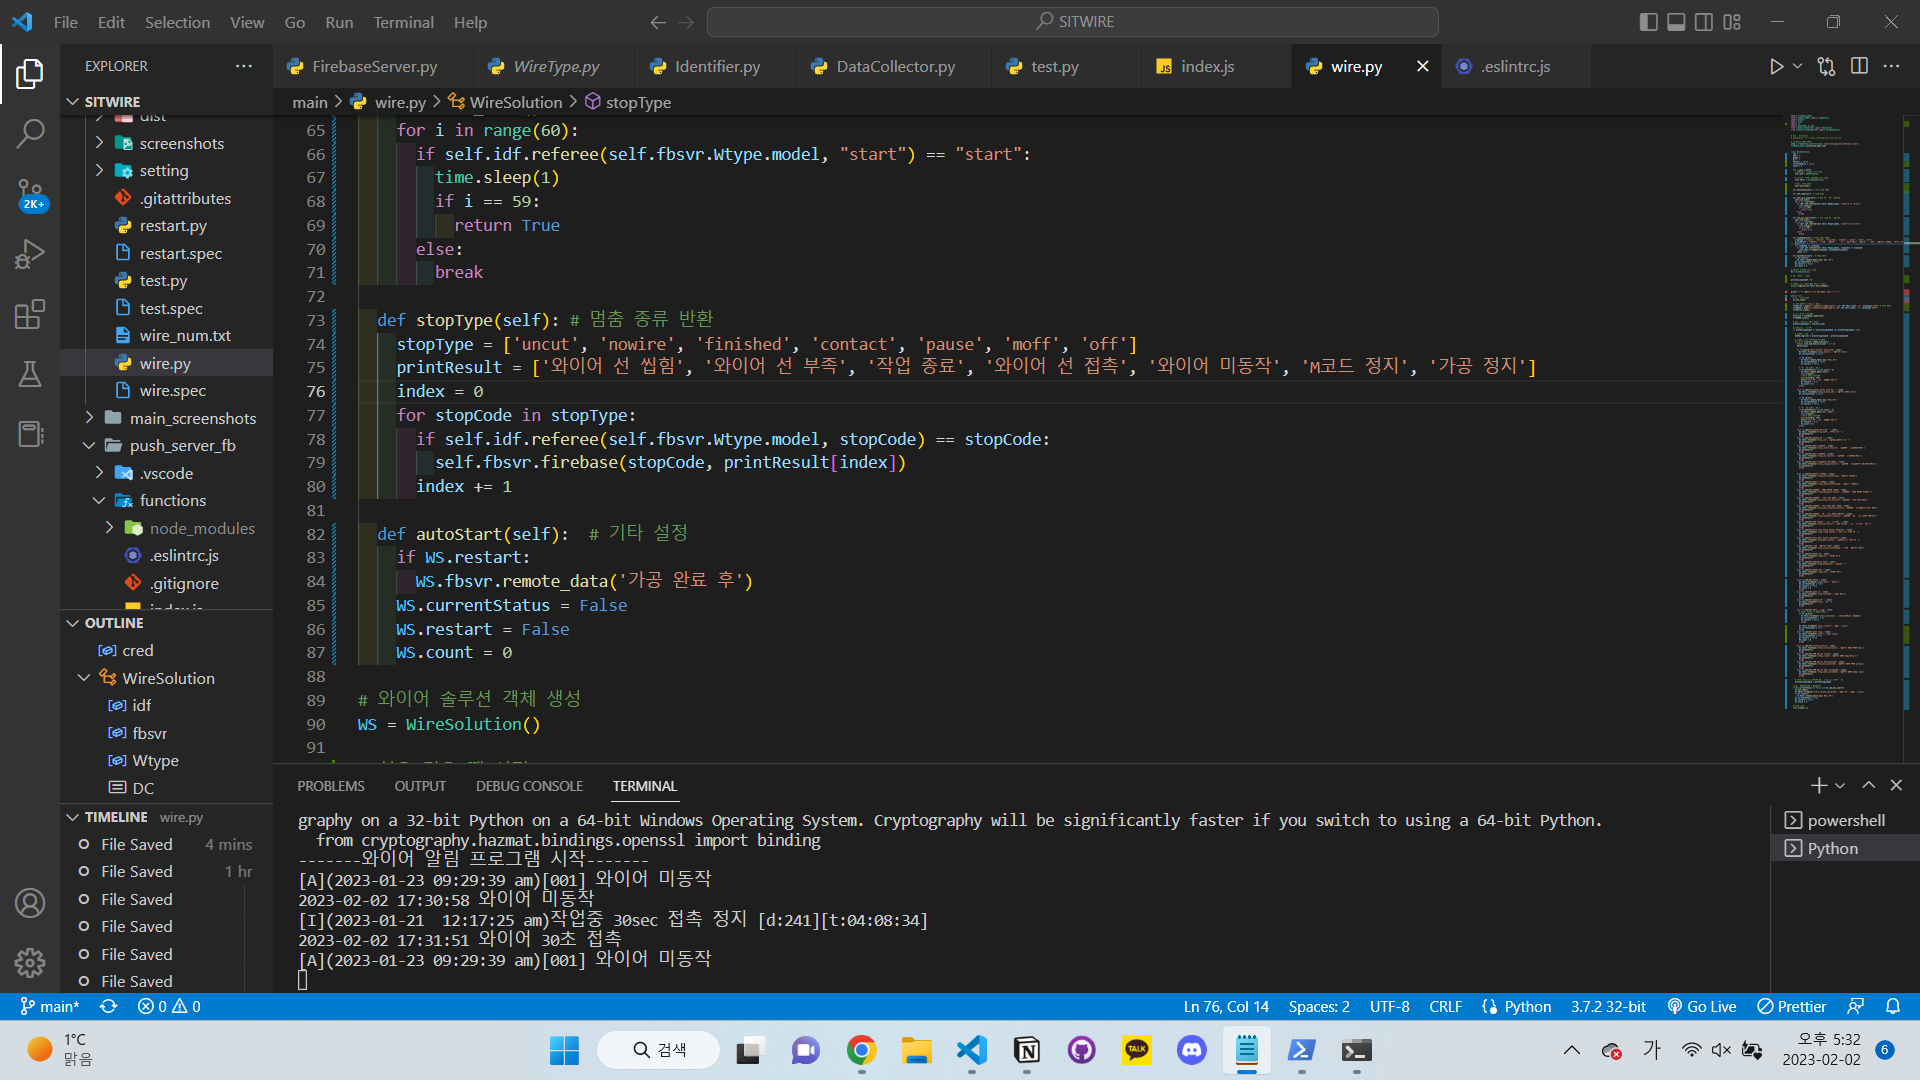 File Edit Selection View Go Run Terminal Help
SITWIRE
EXPLORER
FirebaseServer.py WireType.py Identifier.py DataCollector.py test.py index.js wire.py .eslintrc.js
SITWIRE
main > wire.py > WireSolution > stopType
dist
screenshots
setting
.gitattributes
restart.py
restart.spec
test.py
test.spec
wire_num.txt
wire.py
wire.spec
main_screenshots
push_server_fb
.vscode
functions
node_modules
.eslintrc.js
.gitignore
index.js
2K+
OUTLINE
cred
WireSolution
idf
fbsvr
Wtype
DC
TIMELINE wire.py
File Saved 4 mins
File Saved 1 hr
File Saved
File Saved
File Saved
File Saved
65 for i in range(60):
66 if self.idf.referee(self.fbsvr.Wtype.model, "start") == "start":
67 time.sleep(1)
68 if i == 59:
69 return True
70 else:
71 break
72
73 def stopType(self): # 멈춤 종류 반환
74 stopType = ['uncut', 'nowire', 'finished', 'contact', 'pause', 'moff', 'off']
75 printResult = ['와이어 선 씹힘', '와이어 선 부족', '작업 종료', '와이어 선 접촉', '와이어 미동작', 'M코드 정지', '가공 정지']
76 index = 0
77 for stopCode in stopType:
78 if self.idf.referee(self.fbsvr.Wtype.model, stopCode) == stopCode:
79 self.fbsvr.firebase(stopCode, printResult[index])
80 index += 1
81
82 def autoStart(self): # 기타 설정
83 if WS.restart:
84 WS.fbsvr.remote_data('가공 완료 후')
85 WS.currentStatus = False
86 WS.restart = False
87 WS.count = 0
88
89 # 와이어 솔루션 객체 생성
90 WS = WireSolution()
91
PROBLEMS OUTPUT DEBUG CONSOLE TERMINAL
graphy on a 32-bit Python on a 64-bit Windows Operating System. Cryptography will be significantly faster if you switch to using a 64-bit Python.
from cryptography.hazmat.bindings.openssl import binding
-------와이어 알림 프로그램 시작-------
[A](2023-01-23 09:29:39 am)[001] 와이어 미동작
2023-02-02 17:30:58 와이어 미동작
[I](2023-01-21  12:17:25 am)작업중 30sec 접촉 정지 [d:241][t:04:08:34]
2023-02-02 17:31:51 와이어 30초 접촉
[A](2023-01-23 09:29:39 am)[001] 와이어 미동작
powershell
Python
main* 0 0 Ln 76, Col 14 Spaces: 2 UTF-8 CRLF Python 3.7.2 32-bit Go Live Prettier
1°C
맑음
검색
TALK
가
오후 5:32
2023-02-02
6